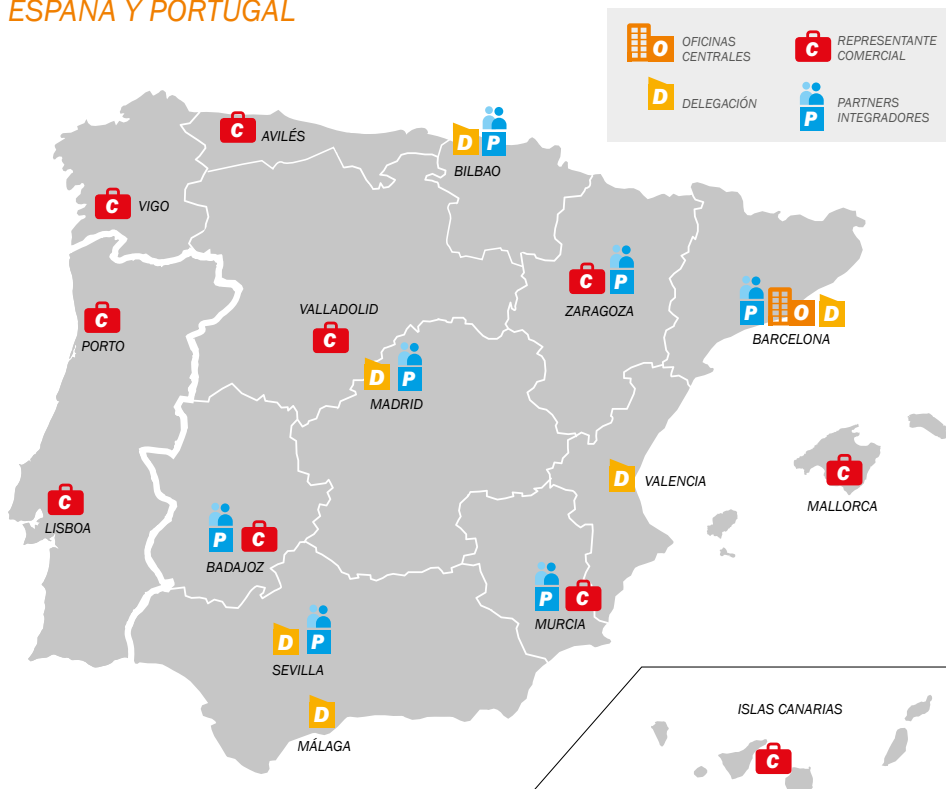 ESPAÑA Y PORTUGAL
O OFICINAS
CENTRALES
C REPRESENTANTE
COMERCIAL
D DELEGACIÓN
P PARTNERS
INTEGRADORES
C AVILÉS
D P
BILBAO
C VIGO
C P
ZARAGOZA
P O D
BARCELONA
C
PORTO
VALLADOLID
C
D P
MADRID
C
MALLORCA
D VALENCIA
C
LISBOA
P C
BADAJOZ
P C
MURCIA
D P
SEVILLA
D
MÁLAGA
ISLAS CANARIAS
C